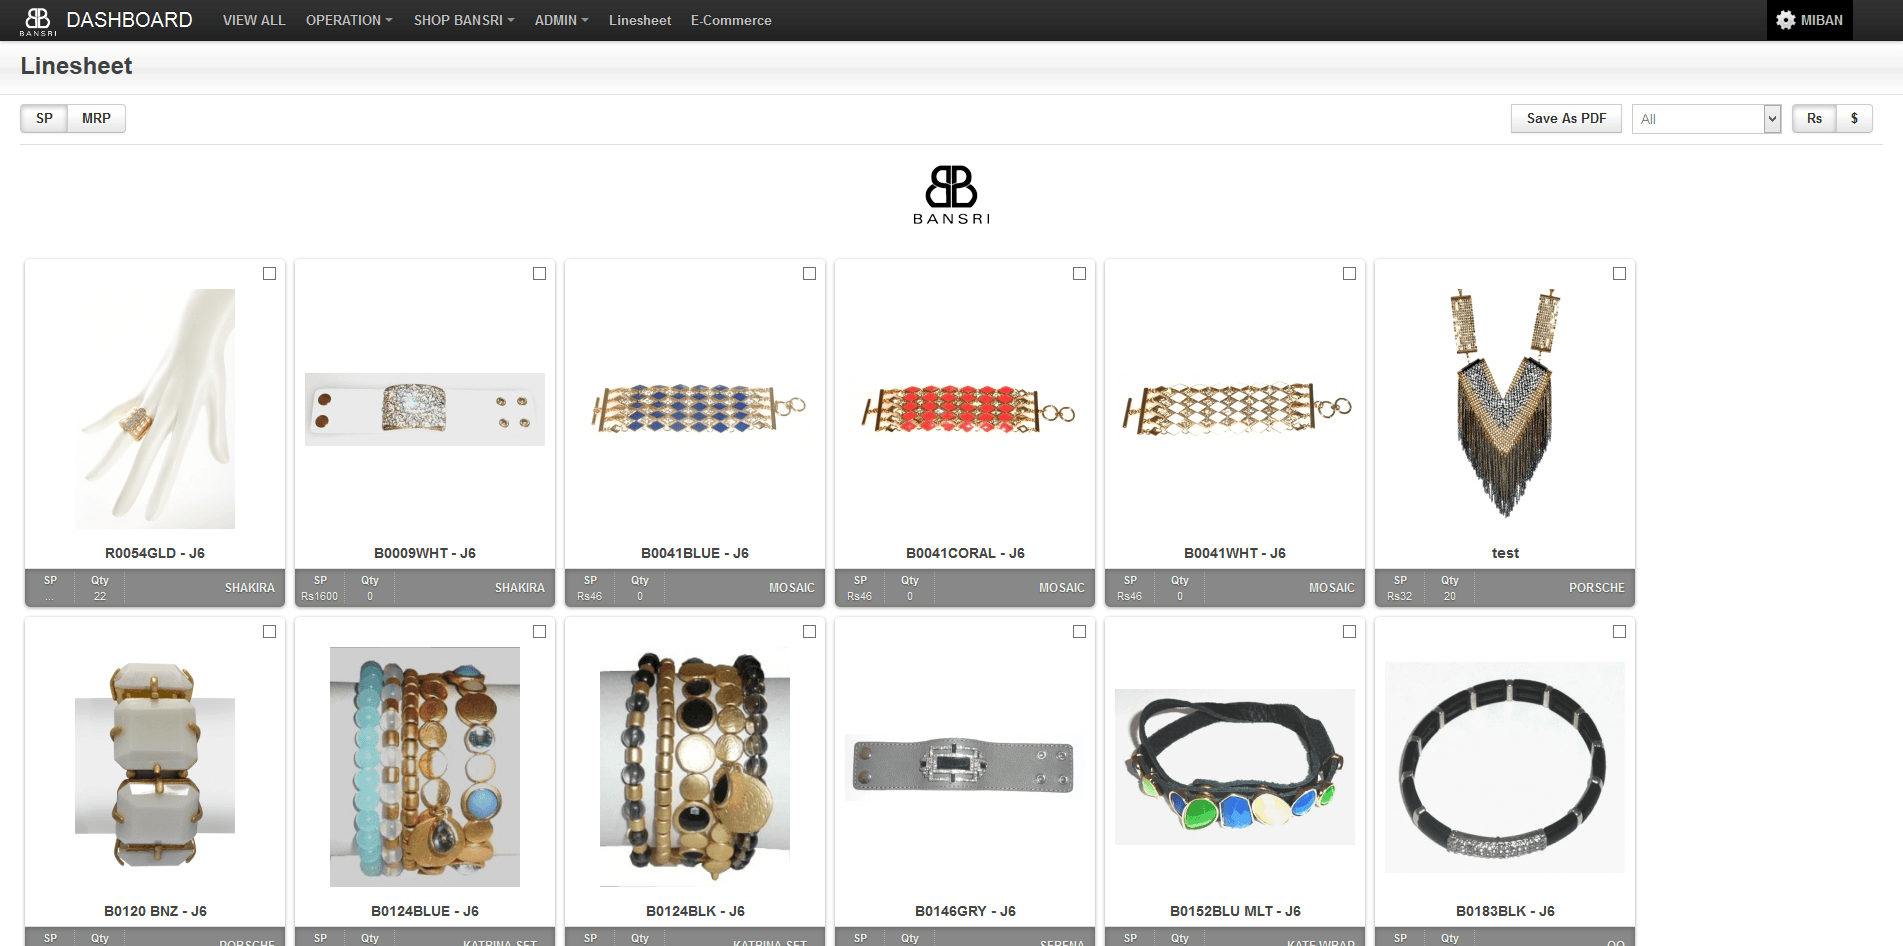 BANSRI DASHBOARD VIEW ALL OPERATION SHOP BANSRI ADMIN Linesheet E-Commerce MIBAN
Linesheet
SP MRP Save As PDF All Rs $
BANSRI
R0054GLD - J6 B0009WHT - J6 B0041BLUE - J6 B0041CORAL - J6 B0041WHT - J6 test
SP Qty SHAKIRA SP Qty SHAKIRA SP Qty MOSAIC SP Qty MOSAIC SP Qty MOSAIC SP Qty PORSCHE
... 22 Rs1600 0 Rs46 0 Rs46 0 Rs46 0 Rs32 20
B0120 BNZ - J6 B0124BLUE - J6 B0124BLK - J6 B0146GRY - J6 B0152BLU MLT - J6 B0183BLK - J6
SP Qty PORSCHE SP Qty KATRINA SET SP Qty KATRINA SET SP Qty SERENA SP Qty KATE WRAP SP Qty